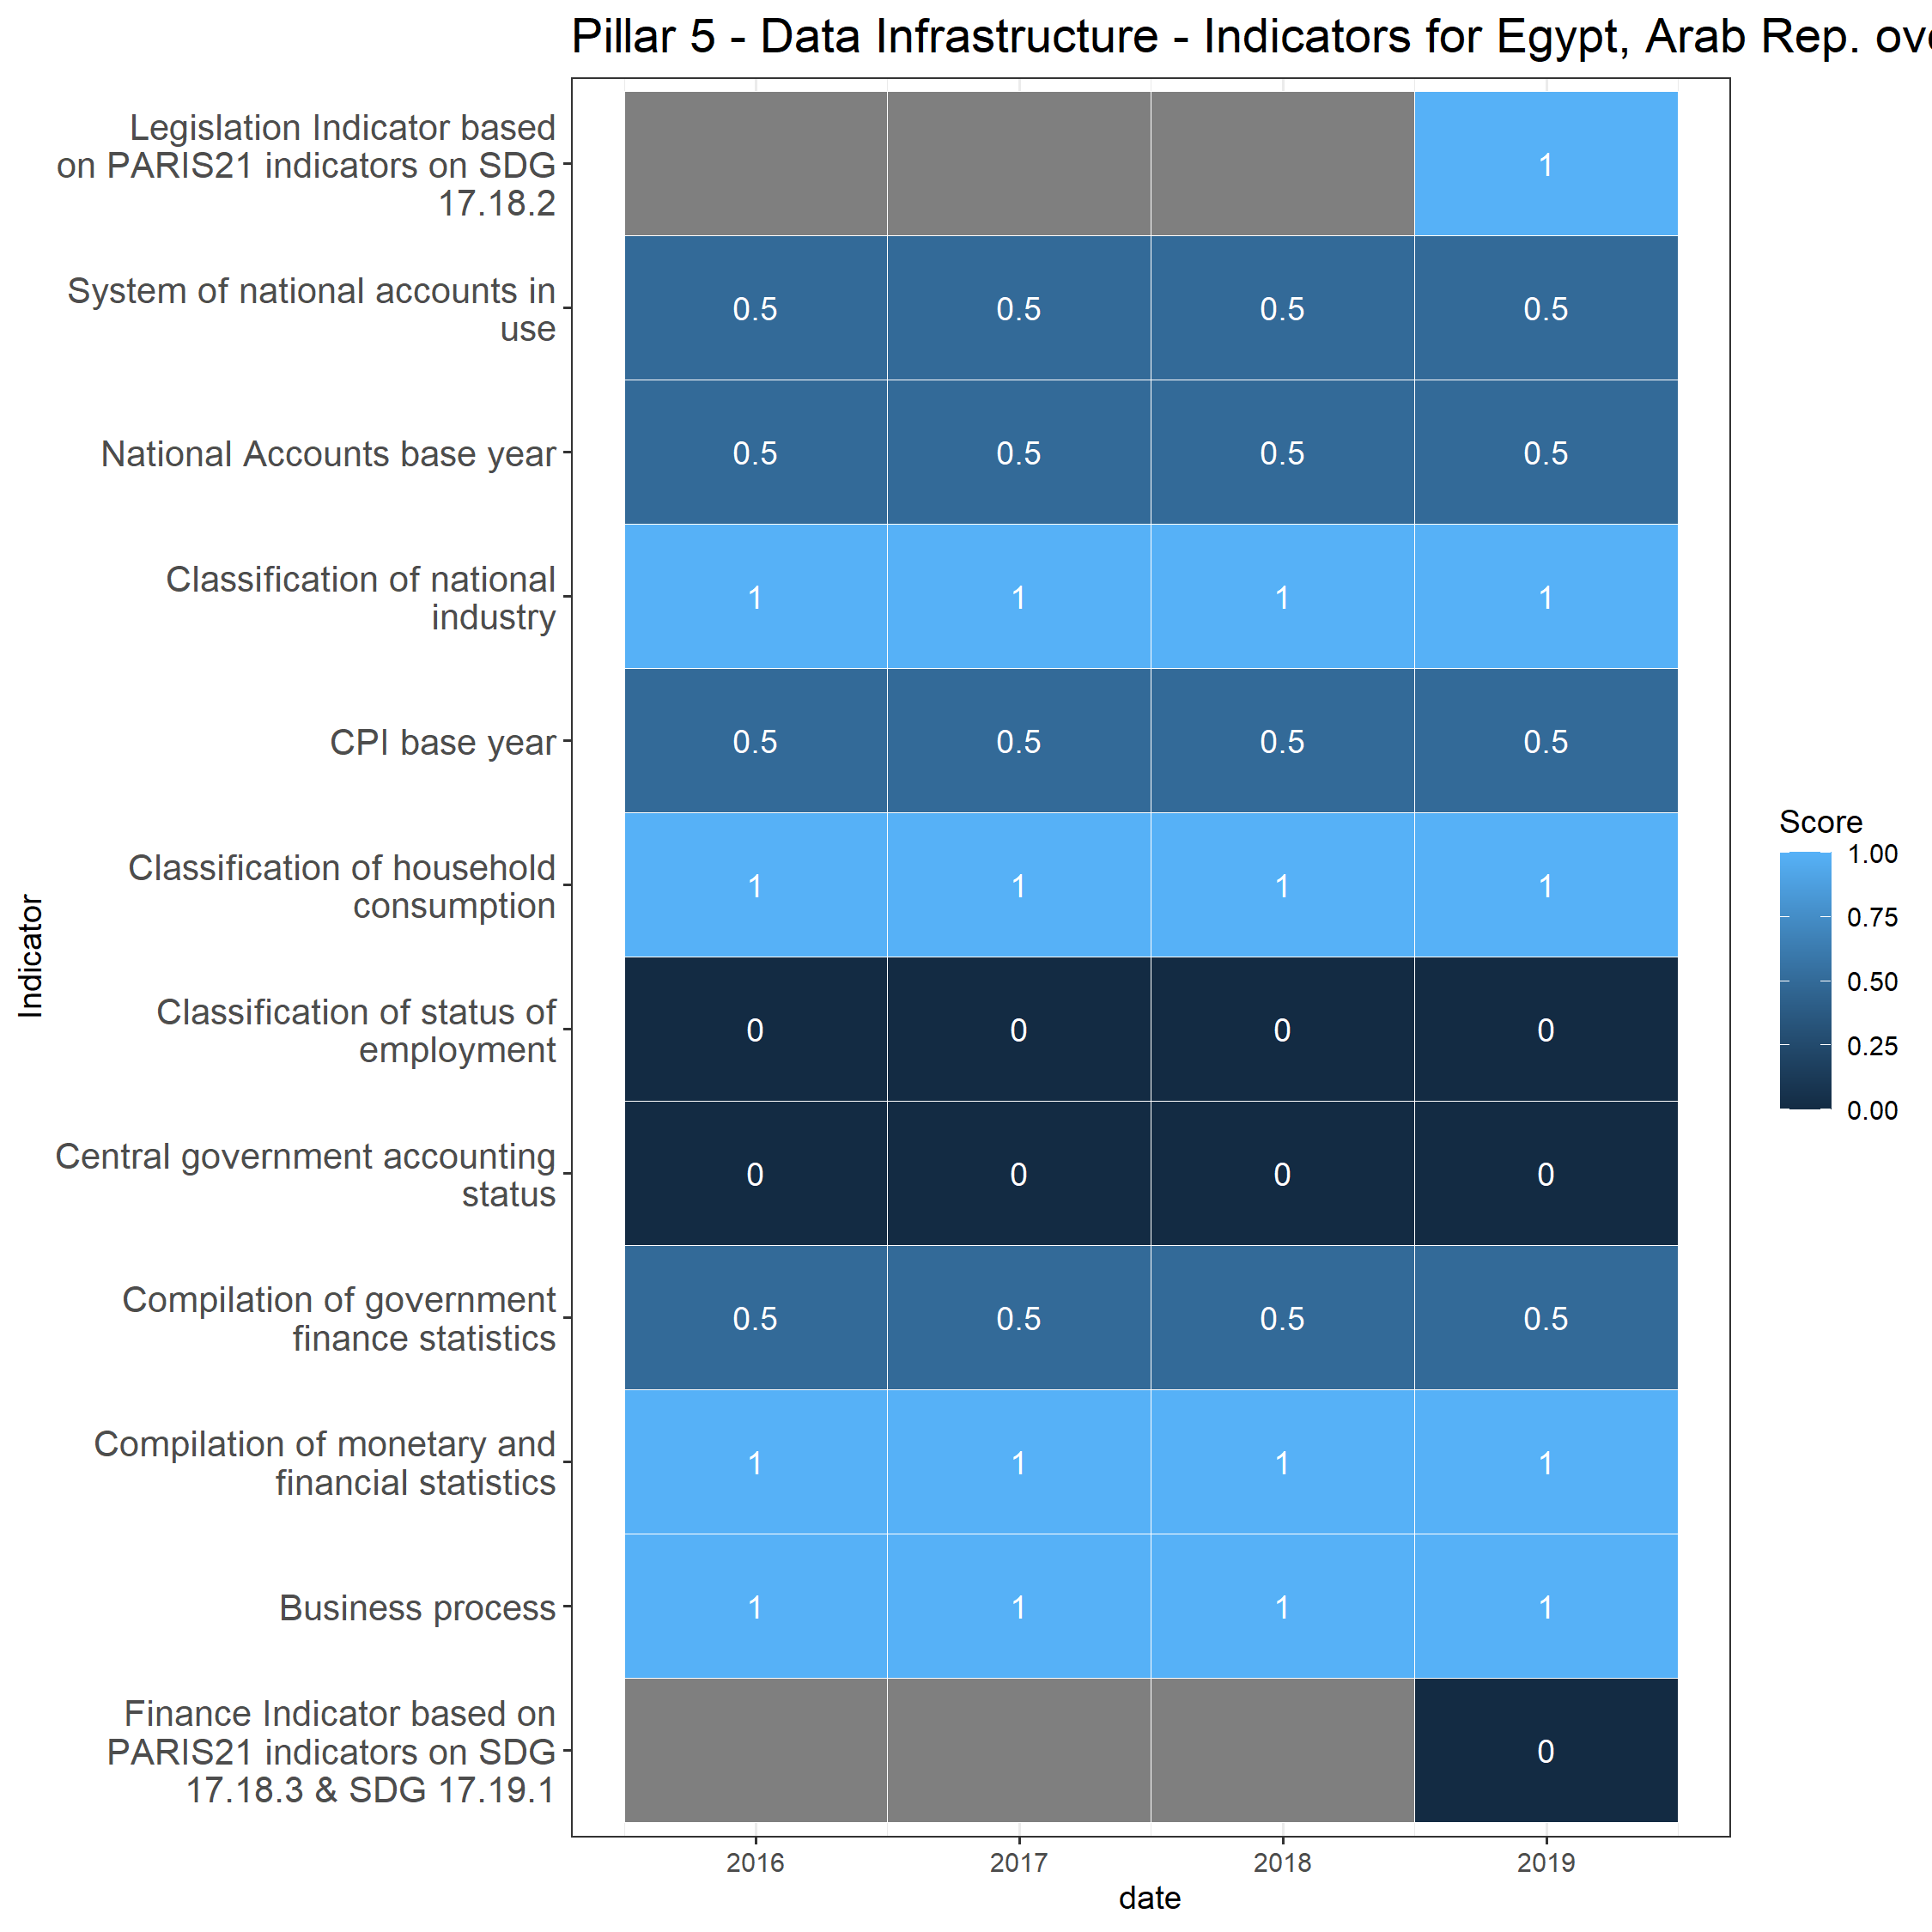 Pillar 5 - Data Infrastructure - Indicators for Egypt, Arab Rep. ov
Legislation Indicator based
on PARIS21 indicators on SDG
17.18.2
1
System of national accounts in
use
0.5 0.5 0.5 0.5
National Accounts base year
0.5 0.5 0.5 0.5
Classification of national
industry
1 1 1 1
CPI base year
0.5 0.5 0.5 0.5
Classification of household
consumption
1 1 1 1
Classification of status of
employment
0 0 0 0
Central government accounting
status
0 0 0 0
Compilation of government
finance statistics
0.5 0.5 0.5 0.5
Compilation of monetary and
financial statistics
1 1 1 1
Business process
1 1 1 1
Finance Indicator based on
PARIS21 indicators on SDG
17.18.3 & SDG 17.19.1
0
2016 2017 2018 2019
date
Indicator
Score
1.00
0.75
0.50
0.25
0.00